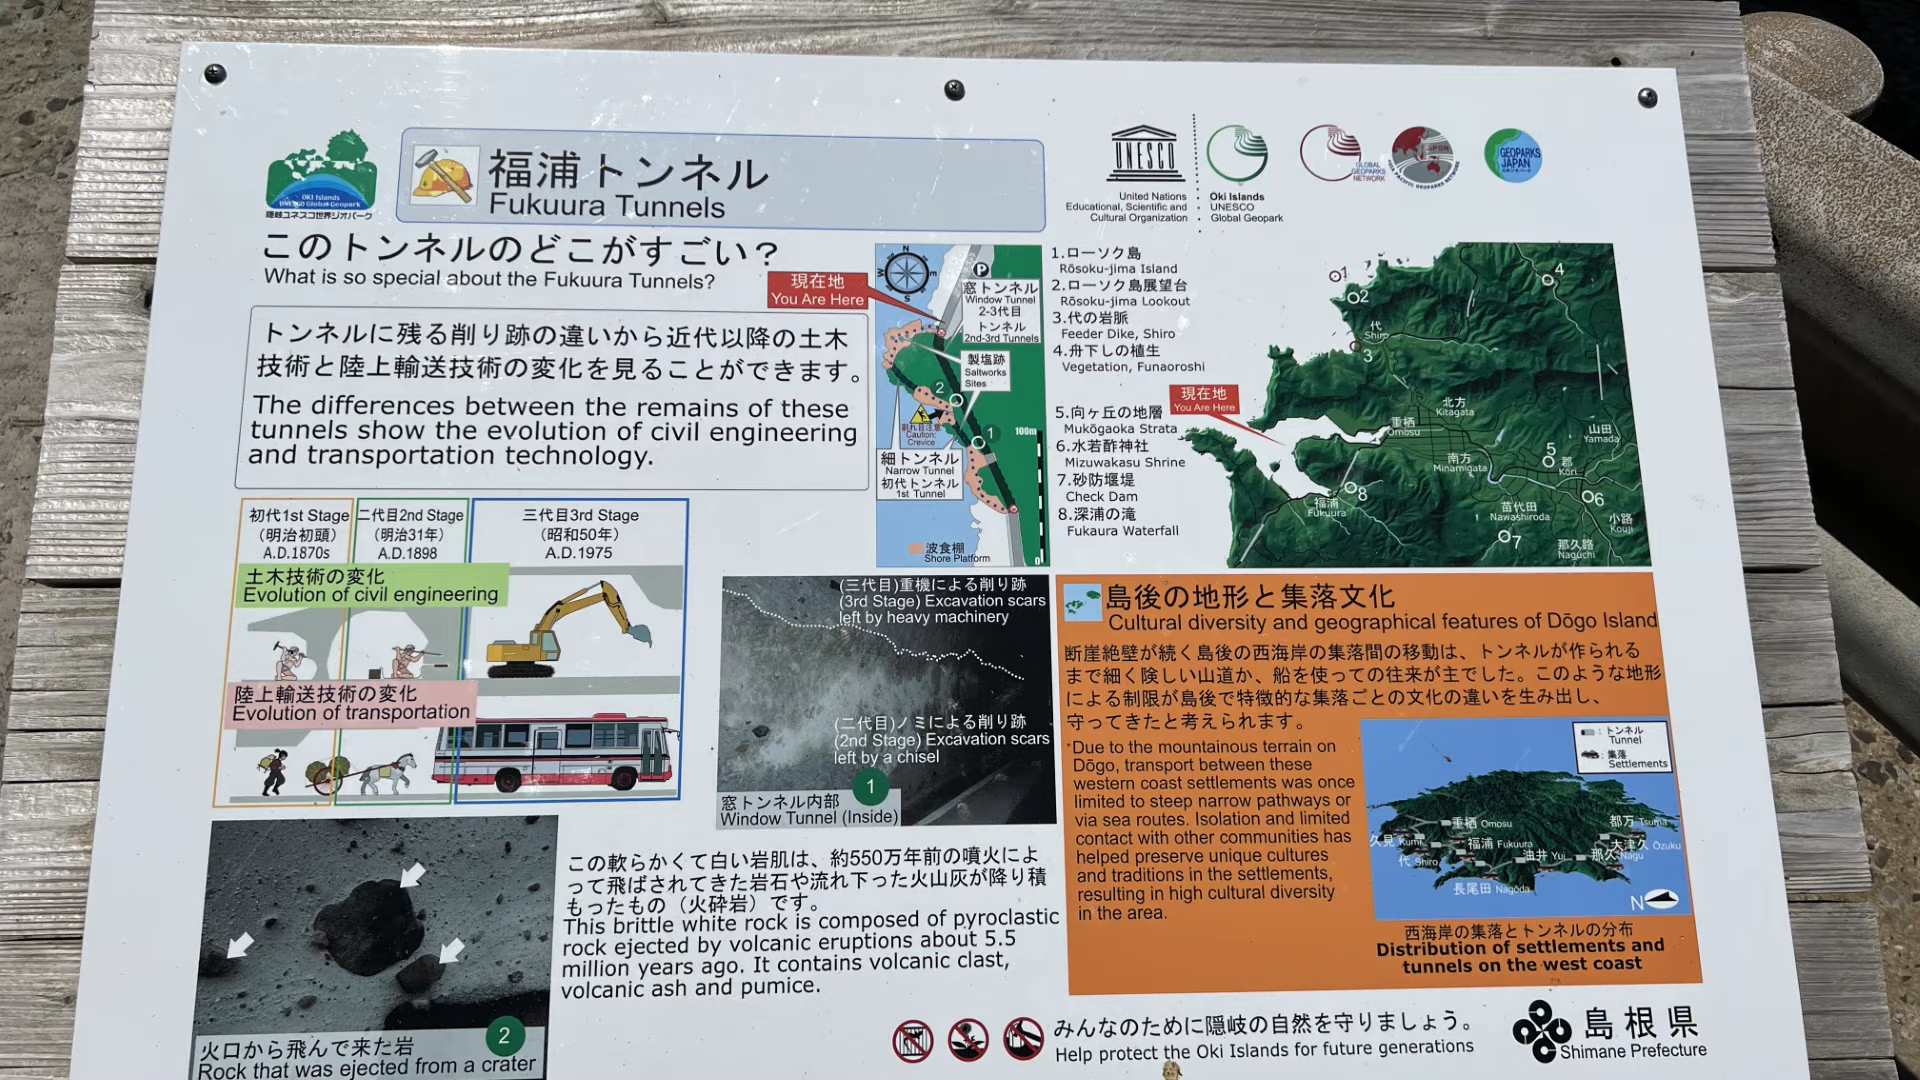 OKI Islands
UNESCO Global Geopark
隠岐ユネスコ世界ジオパーク
福浦トンネル
Fukuura Tunnels
UNESCO
United Nations
Educational, Scientific and
Cultural Organization
Oki Islands
UNESCO
Global Geopark
GLOBAL
GEOPARKS
NETWORK
GEOPARKS
JAPAN
このトンネルのどこがすごい？
What is so special about the Fukuura Tunnels?
トンネルに残る削り跡の違いから近代以降の土木
技術と陸上輸送技術の変化を見ることができます。
The differences between the remains of these
tunnels show the evolution of civil engineering
and transportation technology.
現在地
You Are Here
N
W
E
S
P
窓トンネル
Window Tunnel
2-3代目
トンネル
2nd-3rd Tunnels
製塩跡
Saltworks
Sites
2
割れ目注意
Caution:
Crevice
1
100m
細トンネル
Narrow Tunnel
初代トンネル
1st Tunnel
波食棚
Shore Platform
0
1.ローソク島
Rōsoku-jima Island
2.ローソク島展望台
Rōsoku-jima Lookout
3.代の岩脈
Feeder Dike, Shiro
4.舟下しの植生
Vegetation, Funaoroshi
5.向ヶ丘の地層
Mukōgaoka Strata
6.水若酢神社
Mizuwakasu Shrine
7.砂防堰堤
Check Dam
8.深浦の滝
Fukaura Waterfall
1
2
4
代
Shiro
3
現在地
You Are Here
北方
Kitagata
重栖
Omosu
山田
Yamada
5
郡
Kōri
南方
Minamigata
8
福浦
Fukuura
6
苗代田
Nawashiroda
小路
Kouji
7
那久路
Naguchi
初代1st Stage
（明治初頭）
A.D.1870s
二代目2nd Stage
（明治31年）
A.D.1898
三代目3rd Stage
（昭和50年）
A.D.1975
土木技術の変化
Evolution of civil engineering
陸上輸送技術の変化
Evolution of transportation
(三代目)重機による削り跡
(3rd Stage) Excavation scars
left by heavy machinery
(二代目)ノミによる削り跡
(2nd Stage) Excavation scars
left by a chisel
1
窓トンネル内部
Window Tunnel (Inside)
島後の地形と集落文化
Cultural diversity and geographical features of Dōgo Island
断崖絶壁が続く島後の西海岸の集落間の移動は、トンネルが作られる
まで細く険しい山道か、船を使っての往来が主でした。このような地形
による制限が島後で特徴的な集落ごとの文化の違いを生み出し、
守ってきたと考えられます。
Due to the mountainous terrain on
Dōgo, transport between these
western coast settlements was once
limited to steep narrow pathways or
via sea routes. Isolation and limited
contact with other communities has
helped preserve unique cultures
and traditions in the settlements,
resulting in high cultural diversity
in the area.
：トンネル
Tunnel
：集落
Settlements
重栖 Omosu
都万 Tsuma
久見 Kumi
福浦 Fukuura
大津久 Ōzuku
代 Shiro
油井 Yui
那久 Nagu
長尾田 Nagōda
N
西海岸の集落とトンネルの分布
Distribution of settlements and
tunnels on the west coast
火口から飛んで来た岩
Rock that was ejected from a crater
2
この軟らかくて白い岩肌は、約550万年前の噴火によ
って飛ばされてきた岩石や流れ下った火山灰が降り積
もったもの（火砕岩）です。
This brittle white rock is composed of pyroclastic
rock ejected by volcanic eruptions about 5.5
million years ago. It contains volcanic clast,
volcanic ash and pumice.
みんなのために隠岐の自然を守りましょう。
Help protect the Oki Islands for future generations
島根県
Shimane Prefecture